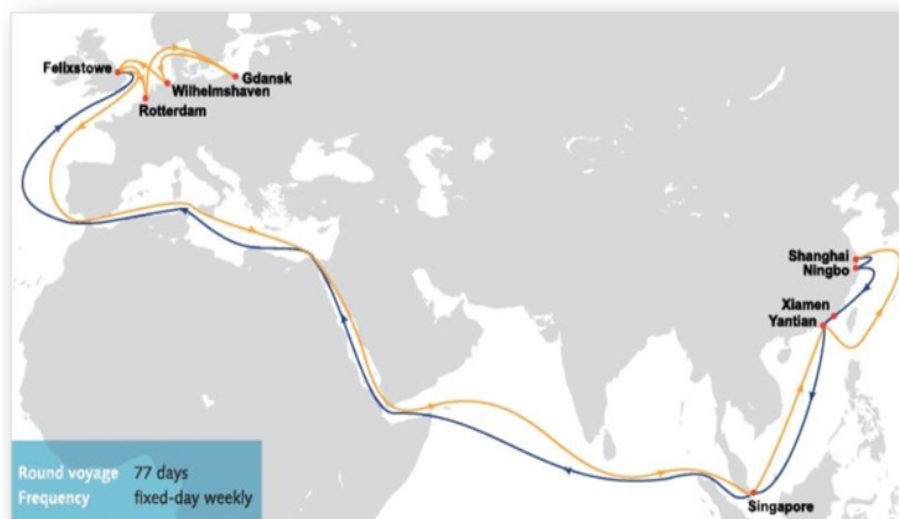 Felixstowe
Gdansk
Wilhelmshaven
Rotterdam
Shanghai
Ningbo
Xiamen
Yantian
Singapore
Round voyage 77 days
Frequency fixed-day weekly